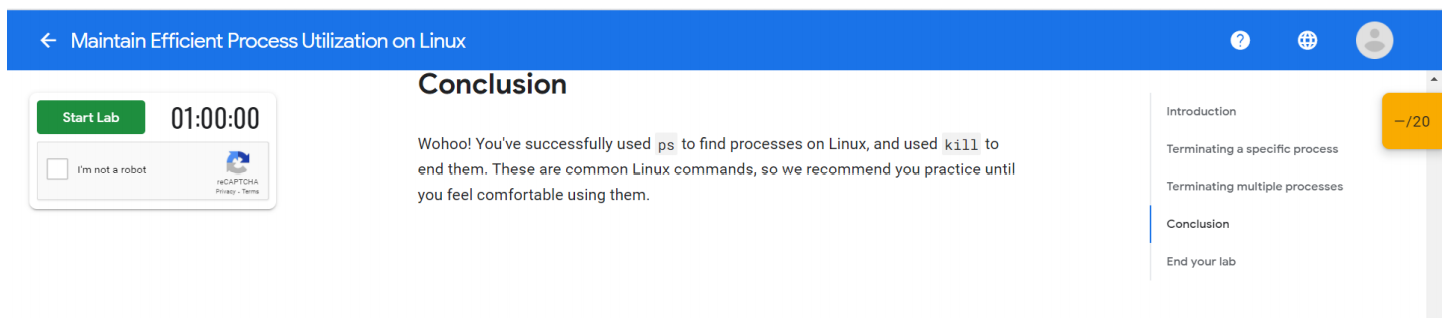 ← Maintain Efficient Process Utilization on Linux
Start Lab 01:00:00
I'm not a robot
reCAPTCHA
Privacy - Terms
Conclusion
Wohoo! You've successfully used ps to find processes on Linux, and used kill to
end them. These are common Linux commands, so we recommend you practice until
you feel comfortable using them.
Introduction
Terminating a specific process
Terminating multiple processes
Conclusion
End your lab
—/20